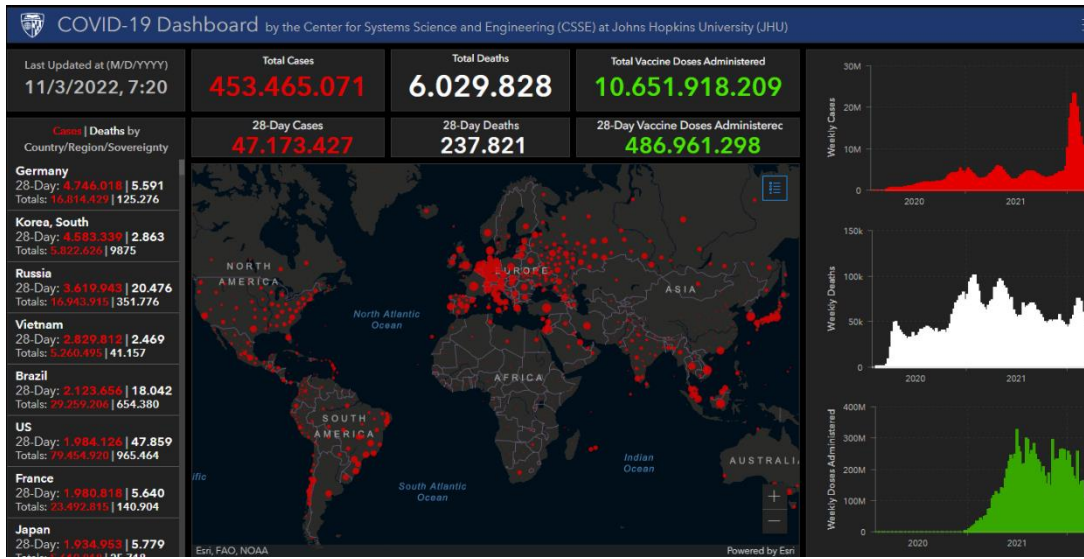 COVID-19 Dashboard by the Center for Systems Science and Engineering (CSSE) at Johns Hopkins University (JHU)
Last Updated at (M/D/YYYY)
11/3/2022, 7:20
Total Cases
453.465.071
Total Deaths
6.029.828
Total Vaccine Doses Administered
10.651.918.209
28-Day Cases
47.173.427
28-Day Deaths
237.821
28-Day Vaccine Doses Administerec
486.961.298
Cases | Deaths by
Country/Region/Sovereignty
Germany
28-Day: 4.746.018 | 5.591
Totals: 16.814.429 | 125.276
Korea, South
28-Day: 4.583.339 | 2.863
Totals: 5.822.626 | 9875
Russia
28-Day: 3.619.943 | 20.476
Totals: 16.943.915 | 351.776
Vietnam
28-Day: 2.829.812 | 2.469
Totals: 5.260.495 | 41.157
Brazil
28-Day: 2.123.656 | 18.042
Totals: 29.259.206 | 654.380
US
28-Day: 1.984.126 | 47.859
Totals: 79.454.920 | 965.464
France
28-Day: 1.980.818 | 5.640
Totals: 23.492.815 | 140.904
Japan
28-Day: 1.934.953 | 5.779
NORTH
AMERICA
North Atlantic
Ocean
EUROPE
ASIA
AFRICA
SOUTH
AMERICA
South Atlantic
Ocean
Indian
Ocean
AUSTRALI
ific
+
−
Esri, FAO, NOAA
Powered by Esri
Weekly Cases
30M
20M
10M
0
2020
2021
Weekly Deaths
150k
100k
50k
0
2020
2021
Weekly Doses Administered
400M
300M
200M
100M
0
2020
2021